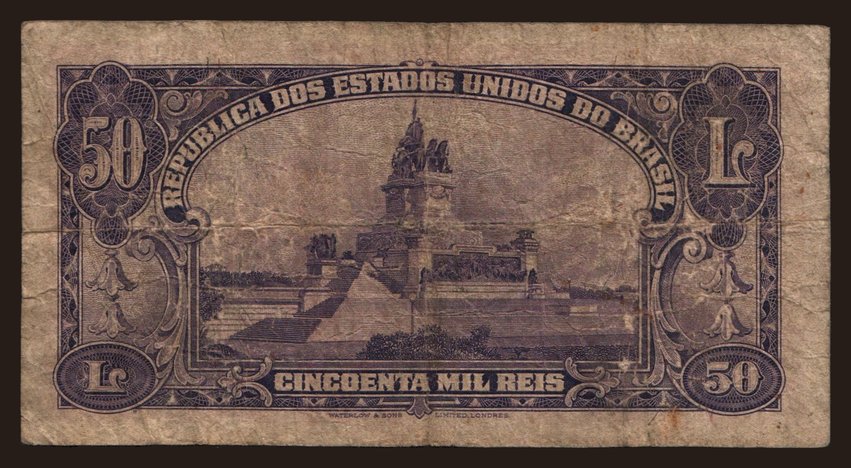 REPUBLICA DOS ESTADOS UNIDOS DO BRASIL
50
L
L
CINCOENTA MIL REIS
50
WATERLOW & SONS LIMITED, LONDRES